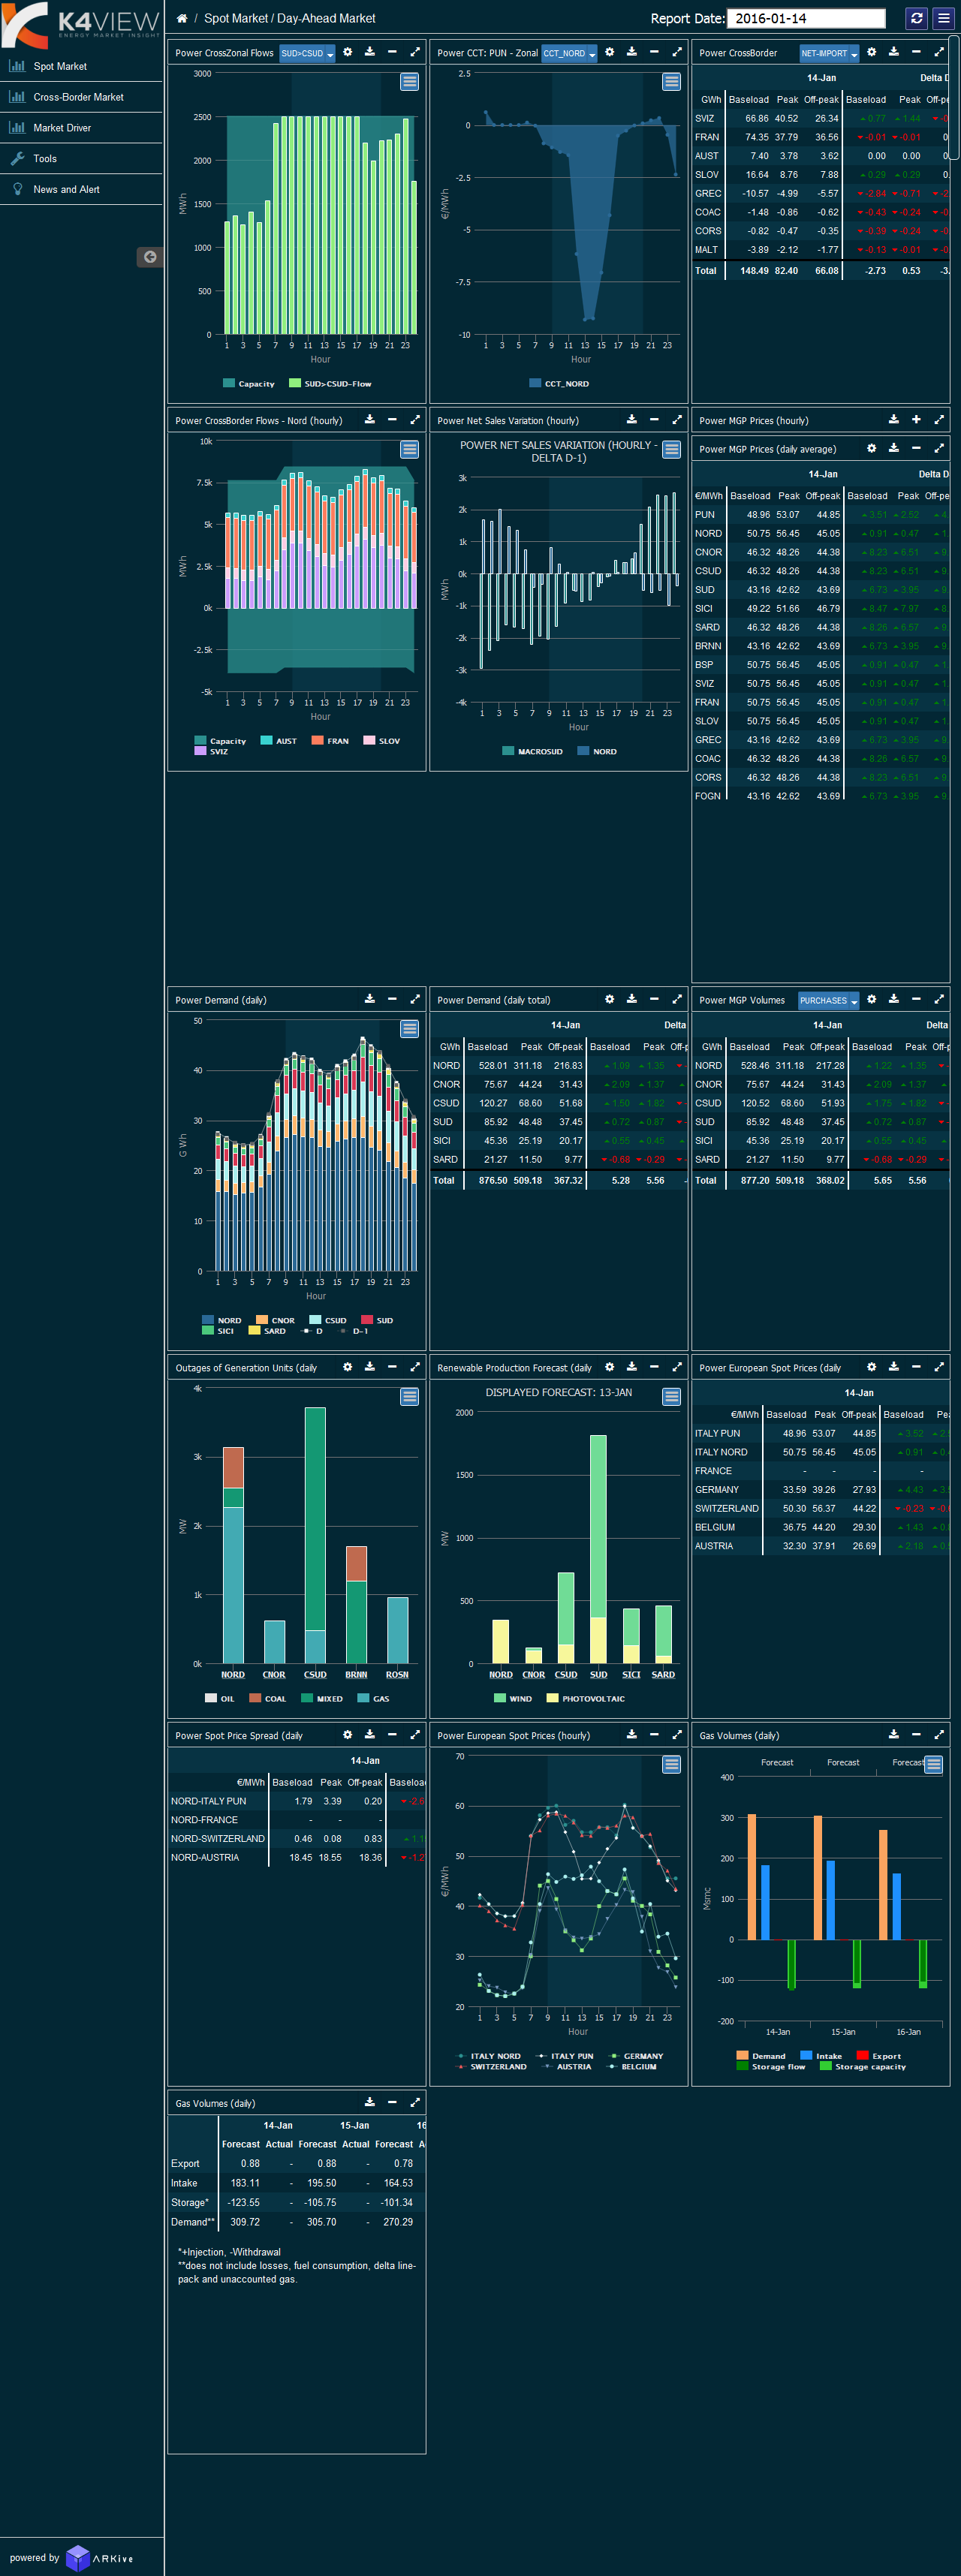 K4VIEW
ENERGY MARKET INSIGHT
/ Spot Market / Day-Ahead Market
Report Date: 2016-01-14
Spot Market
Cross-Border Market
Market Driver
Tools
News and Alert
Power CrossZonal Flows SUD>CSUD
3000
2500
2000
1500
1000
500
0
MWh
1 3 5 7 9 11 13 15 17 19 21 23
Hour
Capacity SUD>CSUD-Flow
Power CCT: PUN - Zonal CCT_NORD
2.5
0
-2.5
-5
-7.5
-10
€/MWh
1 3 5 7 9 11 13 15 17 19 21 23
Hour
CCT_NORD
Power CrossBorder NET-IMPORT
14-Jan Delta D
GWh Baseload Peak Off-peak Baseload Peak Off-pe
SVIZ 66.86 40.52 26.34 0.77 1.44
FRAN 74.35 37.79 36.56 -0.01 -0.01 0
AUST 7.40 3.78 3.62 0.00 0.00 0
SLOV 16.64 8.76 7.88 0.29 0.29 0.
GREC -10.57 -4.99 -5.57 -2.84 -0.71 -2
COAC -1.48 -0.86 -0.62 -0.43 -0.24 -0
CORS -0.82 -0.47 -0.35 -0.39 -0.24 -0
MALT -3.89 -2.12 -1.77 -0.13 -0.01 -0
Total 148.49 82.40 66.08 -2.73 0.53 -3.
Power CrossBorder Flows - Nord (hourly)
10k
7.5k
5k
2.5k
0k
-2.5k
-5k
MWh
1 3 5 7 9 11 13 15 17 19 21 23
Hour
Capacity AUST FRAN SLOV
SVIZ
Power Net Sales Variation (hourly)
POWER NET SALES VARIATION (HOURLY -
DELTA D-1)
3k
2k
1k
0k
-1k
-2k
-3k
-4k
MWh
1 3 5 7 9 11 13 15 17 19 21 23
Hour
MACROSUD NORD
Power MGP Prices (hourly)
Power MGP Prices (daily average)
14-Jan Delta D
€/MWh Baseload Peak Off-peak Baseload Peak Off-pe
PUN 48.96 53.07 44.85 3.51 2.52 4
NORD 50.75 56.45 45.05 0.91 0.47 1
CNOR 46.32 48.26 44.38 8.23 6.51 9
CSUD 46.32 48.26 44.38 8.23 6.51 9
SUD 43.16 42.62 43.69 6.73 3.95 9
SICI 49.22 51.66 46.79 8.47 7.97 8
SARD 46.32 48.26 44.38 8.26 6.57 9
BRNN 43.16 42.62 43.69 6.73 3.95 9
BSP 50.75 56.45 45.05 0.91 0.47 1
SVIZ 50.75 56.45 45.05 0.91 0.47 1
FRAN 50.75 56.45 45.05 0.91 0.47 1
SLOV 50.75 56.45 45.05 0.91 0.47 1
GREC 43.16 42.62 43.69 6.73 3.95 9
COAC 46.32 48.26 44.38 8.26 6.57 9
CORS 46.32 48.26 44.38 8.23 6.51 9
FOGN 43.16 42.62 43.69 6.73 3.95 9
Power Demand (daily)
50
40
30
20
10
0
G Wh
1 3 5 7 9 11 13 15 17 19 21 23
Hour
NORD CNOR CSUD SUD
SICI SARD D D-1
Power Demand (daily total)
14-Jan Delta
GWh Baseload Peak Off-peak Baseload Peak Off-p
NORD 528.01 311.18 216.83 1.09 1.35
CNOR 75.67 44.24 31.43 2.09 1.37
CSUD 120.27 68.60 51.68 1.50 1.82
SUD 85.92 48.48 37.45 0.72 0.87
SICI 45.36 25.19 20.17 0.55 0.45
SARD 21.27 11.50 9.77 -0.68 -0.29
Total 876.50 509.18 367.32 5.28 5.56
Power MGP Volumes PURCHASES
14-Jan Delta
GWh Baseload Peak Off-peak Baseload Peak Off-p
NORD 528.46 311.18 217.28 1.22 1.35
CNOR 75.67 44.24 31.43 2.09 1.37
CSUD 120.52 68.60 51.93 1.75 1.82
SUD 85.92 48.48 37.45 0.72 0.87
SICI 45.36 25.19 20.17 0.55 0.45
SARD 21.27 11.50 9.77 -0.68 -0.29
Total 877.20 509.18 368.02 5.65 5.56
Outages of Generation Units (daily
4k
3k
2k
1k
0k
MW
NORD CNOR CSUD BRNN ROSN
OIL COAL MIXED GAS
Renewable Production Forecast (daily
DISPLAYED FORECAST: 13-JAN
2000
1500
1000
500
0
MW
NORD CNOR CSUD SUD SICI SARD
WIND PHOTOVOLTAIC
Power European Spot Prices (daily
14-Jan
€/MWh Baseload Peak Off-peak Baseload Pea
ITALY PUN 48.96 53.07 44.85 3.52 2.5
ITALY NORD 50.75 56.45 45.05 0.91 0.4
FRANCE - - - -
GERMANY 33.59 39.26 27.93 4.43 3
SWITZERLAND 50.30 56.37 44.22 -0.23 -0
BELGIUM 36.75 44.20 29.30 1.43 0
AUSTRIA 32.30 37.91 26.69 2.18 0
Power Spot Price Spread (daily
14-Jan
€/MWh Baseload Peak Off-peak Baseloa
NORD-ITALY PUN 1.79 3.39 0.20 -2.6
NORD-FRANCE - - -
NORD-SWITZERLAND 0.46 0.08 0.83 1.1
NORD-AUSTRIA 18.45 18.55 18.36 -1.2
Power European Spot Prices (hourly)
70
60
50
40
30
20
€/MWh
1 3 5 7 9 11 13 15 17 19 21 23
Hour
ITALY NORD ITALY PUN GERMANY
SWITZERLAND AUSTRIA BELGIUM
Gas Volumes (daily)
Forecast Forecast Forecast
400
300
200
100
0
-100
-200
Msmc
14-Jan 15-Jan 16-Jan
Demand Intake Export
Storage flow Storage capacity
Gas Volumes (daily)
14-Jan 15-Jan 16
Forecast Actual Forecast Actual Forecast A
Export 0.88 - 0.88 - 0.78
Intake 183.11 - 195.50 - 164.53
Storage* -123.55 - -105.75 - -101.34
Demand** 309.72 - 305.70 - 270.29
*+Injection, -Withdrawal
**does not include losses, fuel consumption, delta line-
pack and unaccounted gas.
powered by ARKive